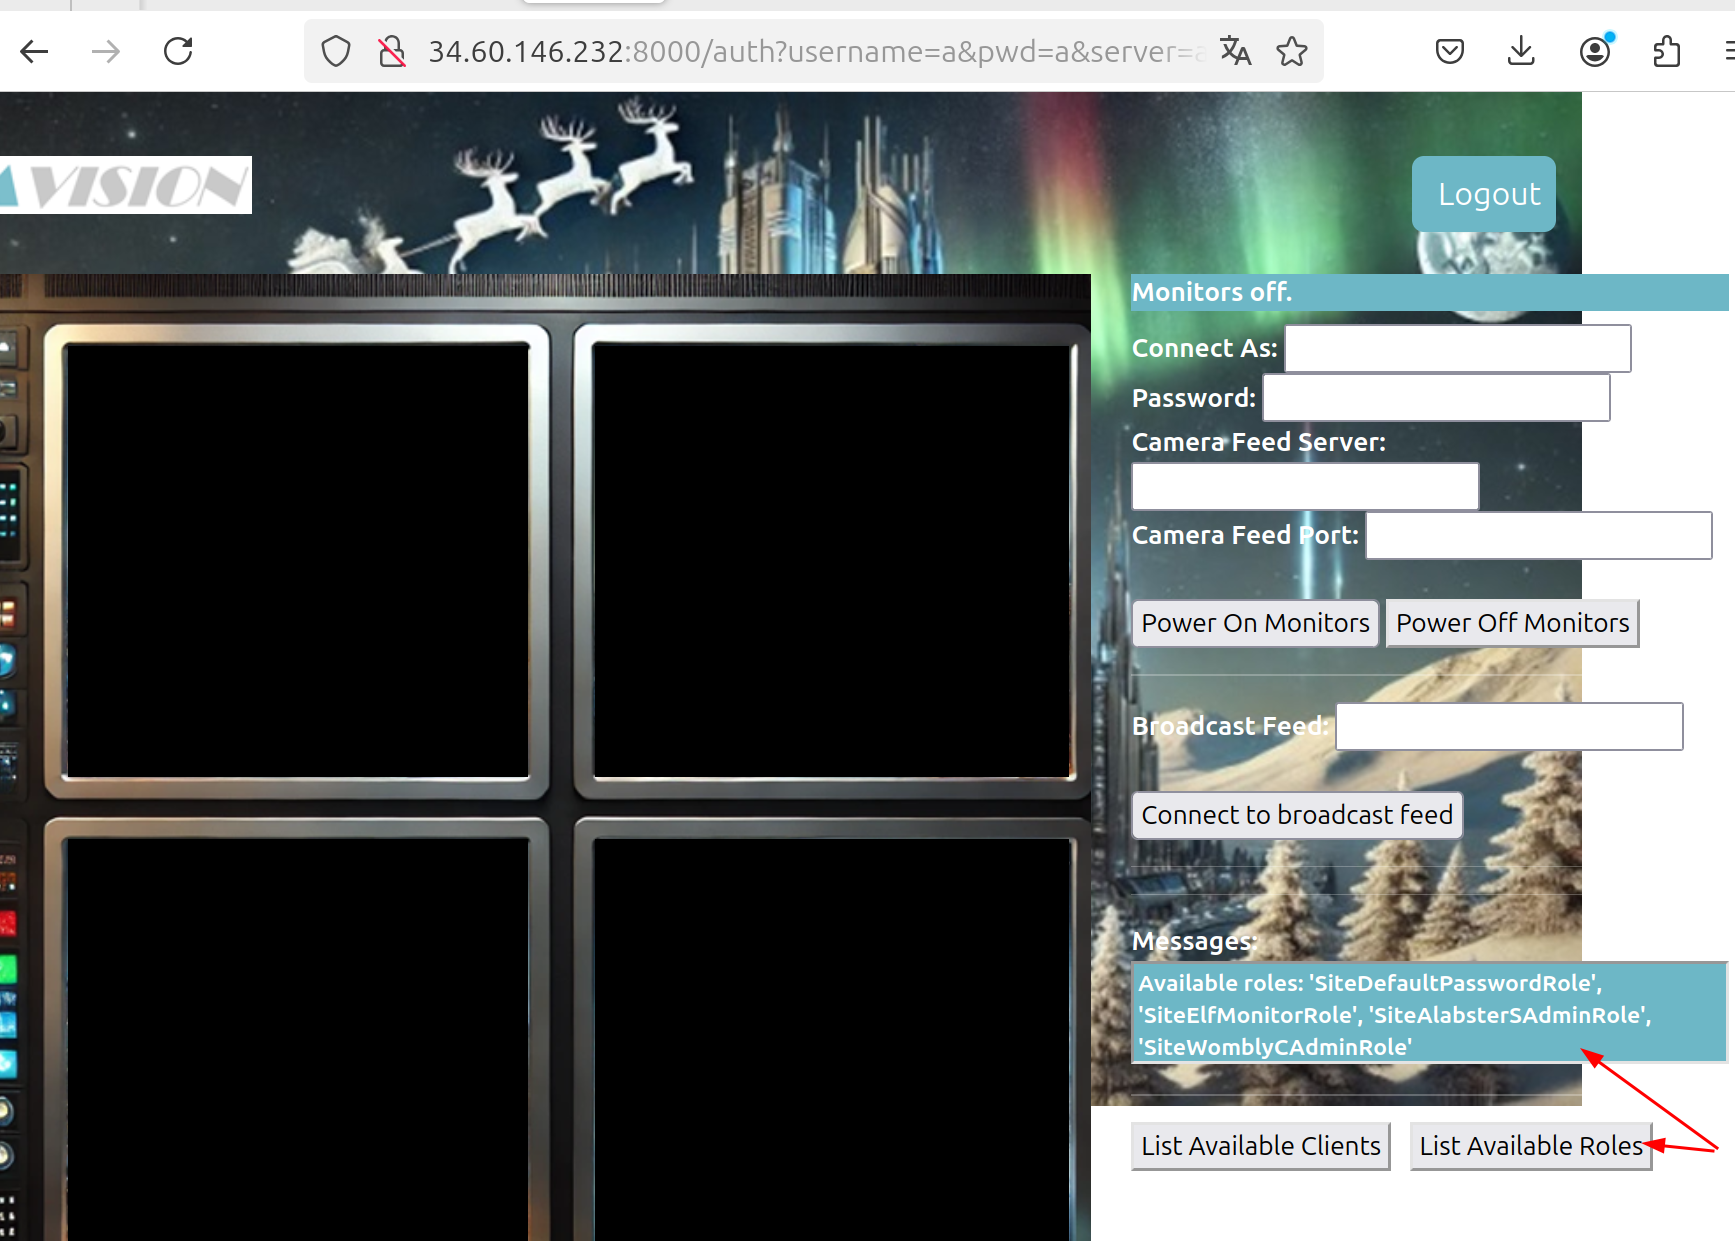 34.60.146.232:8000/auth?username=a&pwd=a&server=a
VISION
Logout
Monitors off.
Connect As:
Password:
Camera Feed Server:
Camera Feed Port:
Power On Monitors Power Off Monitors
Broadcast Feed:
Connect to broadcast feed
Messages:
Available roles: 'SiteDefaultPasswordRole',
'SiteElfMonitorRole', 'SiteAlabsterSAdminRole',
'SiteWomblyCAdminRole'
List Available Clients List Available Roles